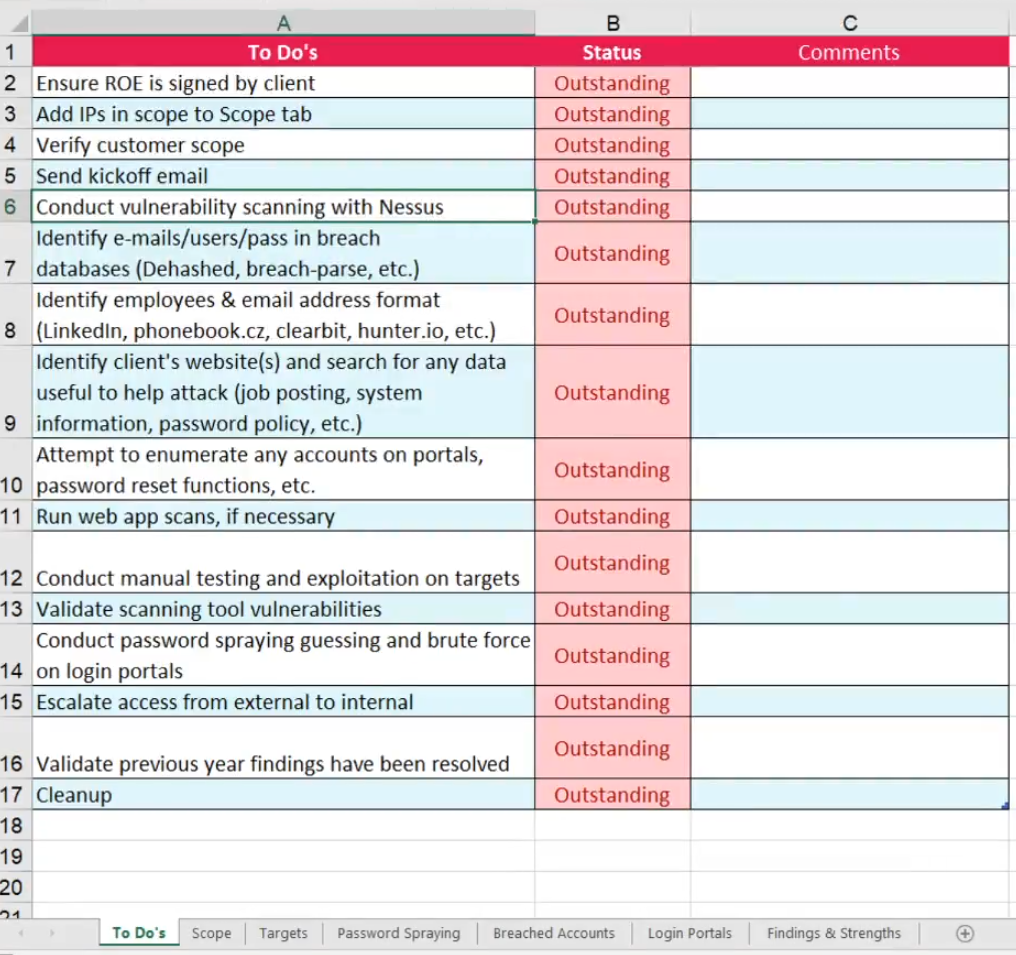 A B C
1 To Do's Status Comments
2 Ensure ROE is signed by client Outstanding
3 Add IPs in scope to Scope tab Outstanding
4 Verify customer scope Outstanding
5 Send kickoff email Outstanding
6 Conduct vulnerability scanning with Nessus Outstanding
Identify e-mails/users/pass in breach
7 databases (Dehashed, breach-parse, etc.) Outstanding
Identify employees & email address format
8 (LinkedIn, phonebook.cz, clearbit, hunter.io, etc.) Outstanding
Identify client's website(s) and search for any data
useful to help attack (job posting, system Outstanding
9 information, password policy, etc.)
Attempt to enumerate any accounts on portals,
10 password reset functions, etc. Outstanding
11 Run web app scans, if necessary Outstanding
12 Conduct manual testing and exploitation on targets Outstanding
13 Validate scanning tool vulnerabilities Outstanding
Conduct password spraying guessing and brute force
14 on login portals Outstanding
15 Escalate access from external to internal Outstanding
16 Validate previous year findings have been resolved Outstanding
17 Cleanup Outstanding
18
19
20
21
To Do's Scope Targets Password Spraying Breached Accounts Login Portals Findings & Strengths